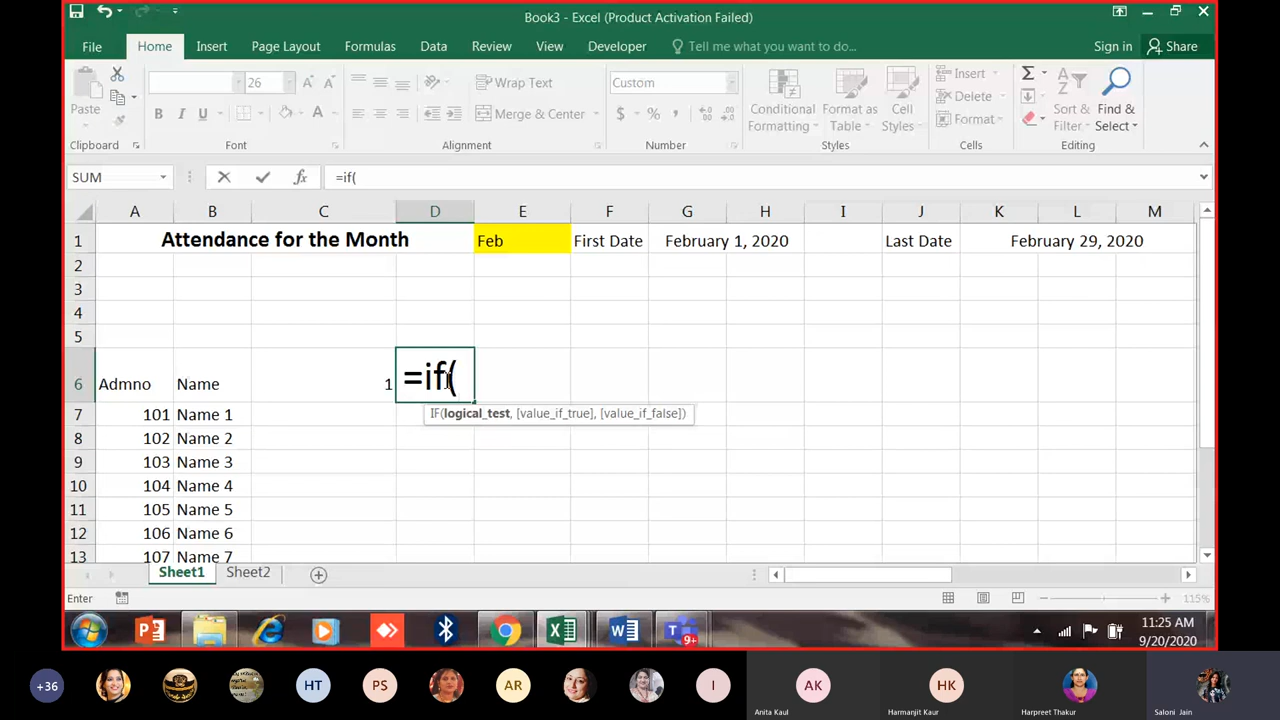 Book3 - Excel (Product Activation Failed)
File Home Insert Page Layout Formulas Data Review View Developer Tell me what you want to do... Sign in Share
Paste
26
B I U
Wrap Text
Merge & Center
Custom
$ % ,
Conditional Formatting
Format as Table
Cell Styles
Insert
Delete
Format
Sort & Filter
Find & Select
Clipboard Font Alignment Number Styles Cells Editing
SUM =if(
A B C D E F G H I J K L M
1 Attendance for the Month Feb First Date February 1, 2020 Last Date February 29, 2020
2
3
4
5
6 Admno Name 1 =if(
IF(logical_test, [value_if_true], [value_if_false])
7 101 Name 1
8 102 Name 2
9 103 Name 3
10 104 Name 4
11 105 Name 5
12 106 Name 6
13 107 Name 7
Sheet1 Sheet2
Enter 115%
9+
11:25 AM
9/20/2020
+36 HT PS AR I AK HK
Anita Kaul Harmanjit Kaur Harpreet Thakur Saloni Jain